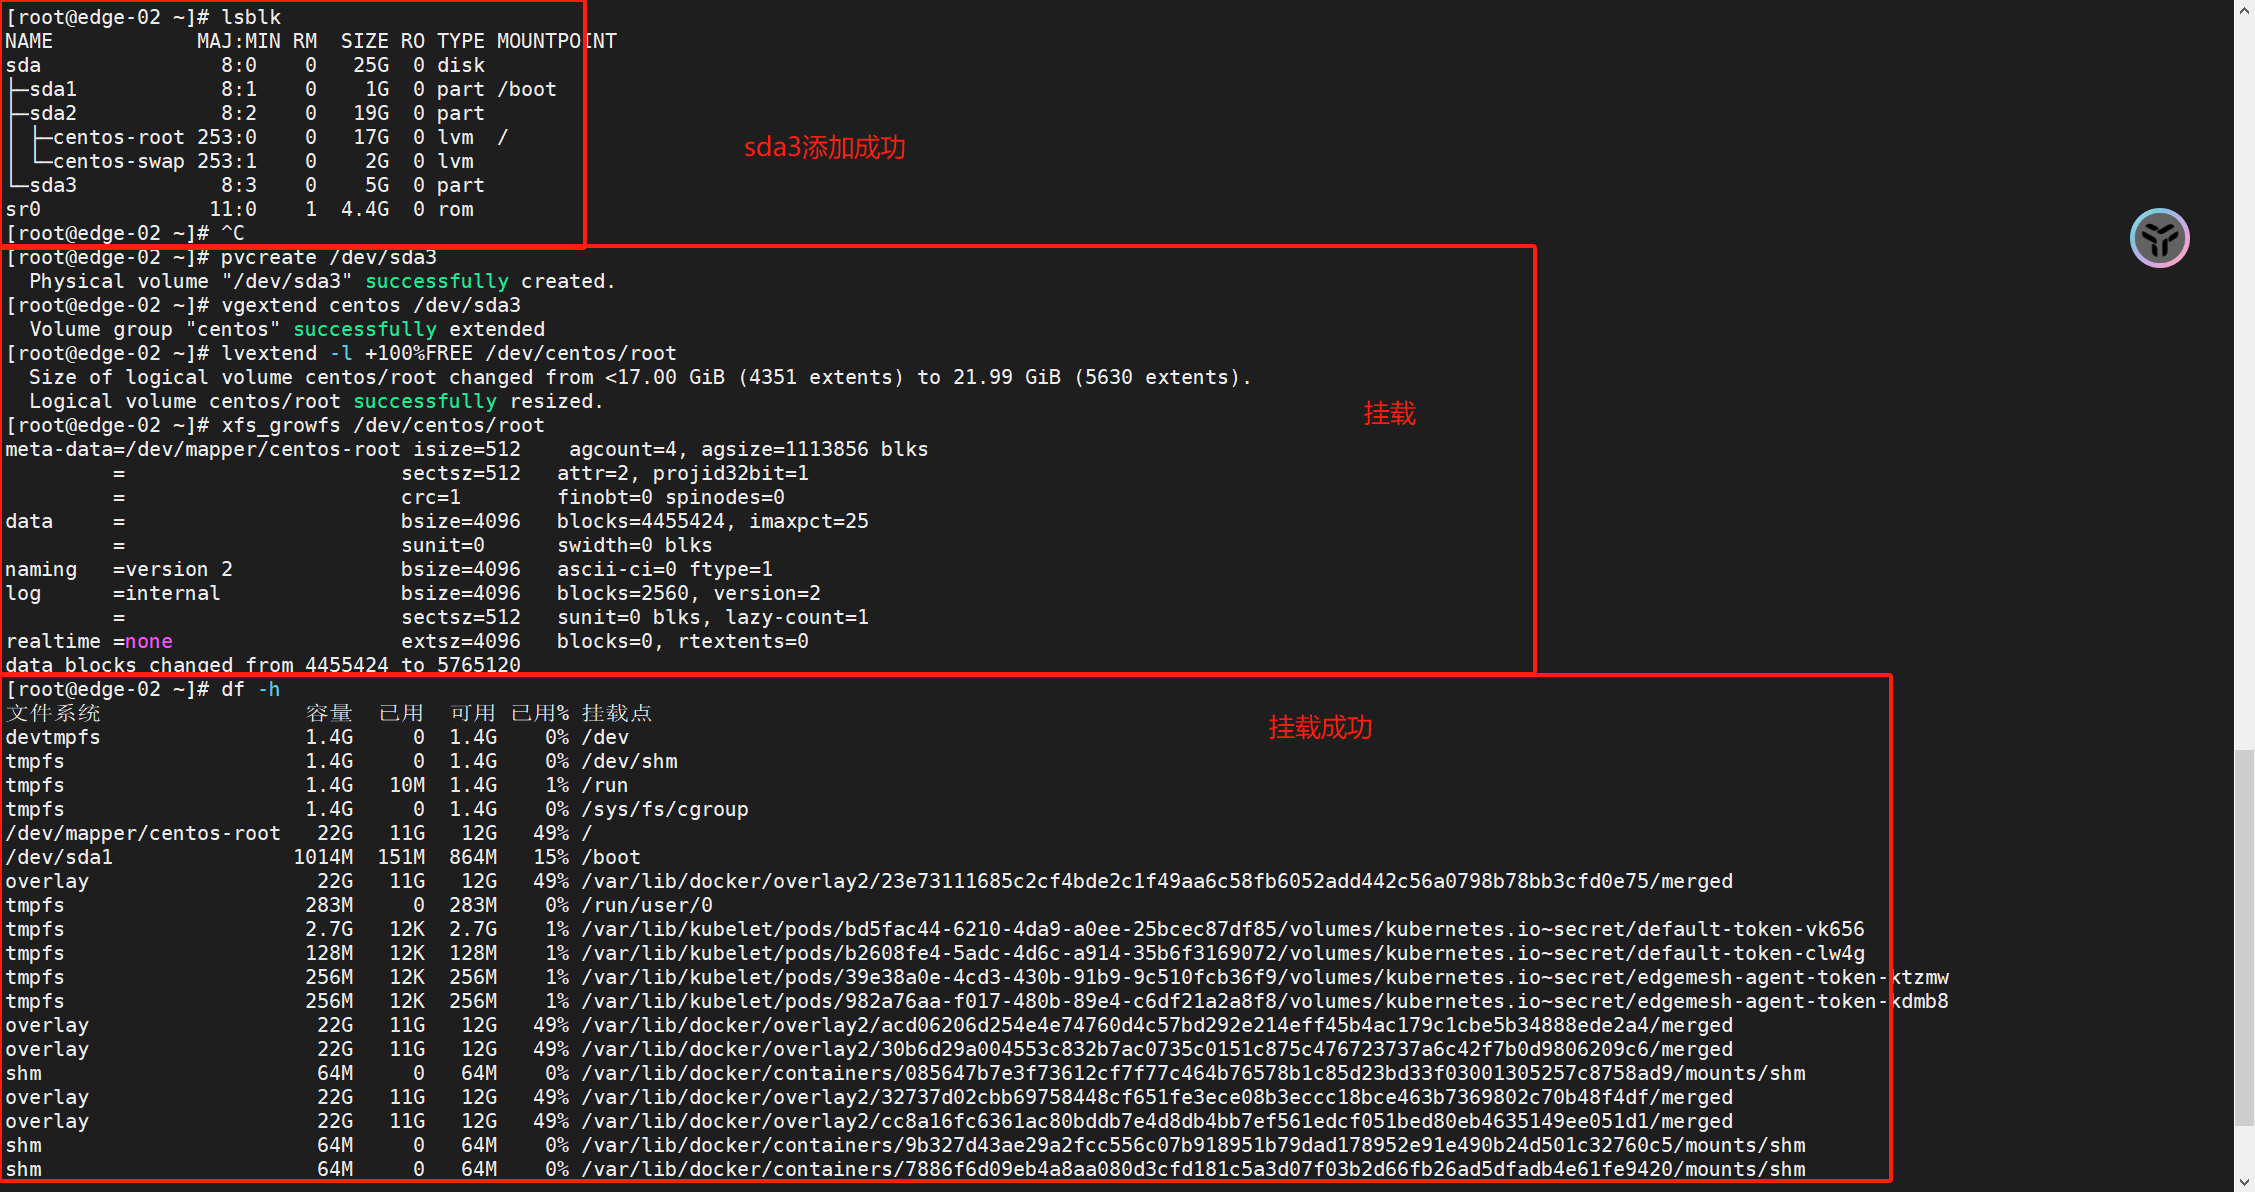 [root@edge-02 ~]# lsblk
NAME            MAJ:MIN RM  SIZE RO TYPE MOUNTPOINT
sda               8:0    0   25G  0 disk
├─sda1            8:1    0    1G  0 part /boot
├─sda2            8:2    0   19G  0 part
│ ├─centos-root 253:0    0   17G  0 lvm  /
│ └─centos-swap 253:1    0    2G  0 lvm
└─sda3            8:3    0    5G  0 part
sr0              11:0    1  4.4G  0 rom
[root@edge-02 ~]# ^C
sda3添加成功
[root@edge-02 ~]# pvcreate /dev/sda3
  Physical volume "/dev/sda3" successfully created.
[root@edge-02 ~]# vgextend centos /dev/sda3
  Volume group "centos" successfully extended
[root@edge-02 ~]# lvextend -l +100%FREE /dev/centos/root
  Size of logical volume centos/root changed from <17.00 GiB (4351 extents) to 21.99 GiB (5630 extents).
  Logical volume centos/root successfully resized.
挂载
[root@edge-02 ~]# xfs_growfs /dev/centos/root
meta-data=/dev/mapper/centos-root isize=512    agcount=4, agsize=1113856 blks
         =                       sectsz=512   attr=2, projid32bit=1
         =                       crc=1        finobt=0 spinodes=0
data     =                       bsize=4096   blocks=4455424, imaxpct=25
         =                       sunit=0      swidth=0 blks
naming   =version 2              bsize=4096   ascii-ci=0 ftype=1
log      =internal               bsize=4096   blocks=2560, version=2
         =                       sectsz=512   sunit=0 blks, lazy-count=1
realtime =none                   extsz=4096   blocks=0, rtextents=0
data blocks changed from 4455424 to 5765120
[root@edge-02 ~]# df -h
文件系统                 容量  已用  可用 已用% 挂载点
挂载成功
devtmpfs                 1.4G     0  1.4G    0% /dev
tmpfs                    1.4G     0  1.4G    0% /dev/shm
tmpfs                    1.4G   10M  1.4G    1% /run
tmpfs                    1.4G     0  1.4G    0% /sys/fs/cgroup
/dev/mapper/centos-root   22G   11G   12G   49% /
/dev/sda1               1014M  151M  864M   15% /boot
overlay                   22G   11G   12G   49% /var/lib/docker/overlay2/23e73111685c2cf4bde2c1f49aa6c58fb6052add442c56a0798b78bb3cfd0e75/merged
tmpfs                    283M     0  283M    0% /run/user/0
tmpfs                    2.7G   12K  2.7G    1% /var/lib/kubelet/pods/bd5fac44-6210-4da9-a0ee-25bcec87df85/volumes/kubernetes.io~secret/default-token-vk656
tmpfs                    128M   12K  128M    1% /var/lib/kubelet/pods/b2608fe4-5adc-4d6c-a914-35b6f3169072/volumes/kubernetes.io~secret/default-token-clw4g
tmpfs                    256M   12K  256M    1% /var/lib/kubelet/pods/39e38a0e-4cd3-430b-91b9-9c510fcb36f9/volumes/kubernetes.io~secret/edgemesh-agent-token-ktzmw
tmpfs                    256M   12K  256M    1% /var/lib/kubelet/pods/982a76aa-f017-480b-89e4-c6df21a2a8f8/volumes/kubernetes.io~secret/edgemesh-agent-token-kdmb8
overlay                   22G   11G   12G   49% /var/lib/docker/overlay2/acd06206d254e4e74760d4c57bd292e214eff45b4ac179c1cbe5b34888ede2a4/merged
overlay                   22G   11G   12G   49% /var/lib/docker/overlay2/30b6d29a004553c832b7ac0735c0151c875c476723737a6c42f7b0d9806209c6/merged
shm                       64M     0   64M    0% /var/lib/docker/containers/085647b7e3f73612cf7f77c464b76578b1c85d23bd33f03001305257c8758ad9/mounts/shm
overlay                   22G   11G   12G   49% /var/lib/docker/overlay2/32737d02cbb69758448cf651fe3ece08b3eccc18bce463b7369802c70b48f4df/merged
overlay                   22G   11G   12G   49% /var/lib/docker/overlay2/cc8a16fc6361ac80bddb7e4d8db4bb7ef561edcf051bed80eb4635149ee051d1/merged
shm                       64M     0   64M    0% /var/lib/docker/containers/9b327d43ae29a2fcc556c07b918951b79dad178952e91e490b24d501c32760c5/mounts/shm
shm                       64M     0   64M    0% /var/lib/docker/containers/7886f6d09eb4a8aa080d3cfd181c5a3d07f03b2d66fb26ad5dfadb4e61fe9420/mounts/shm